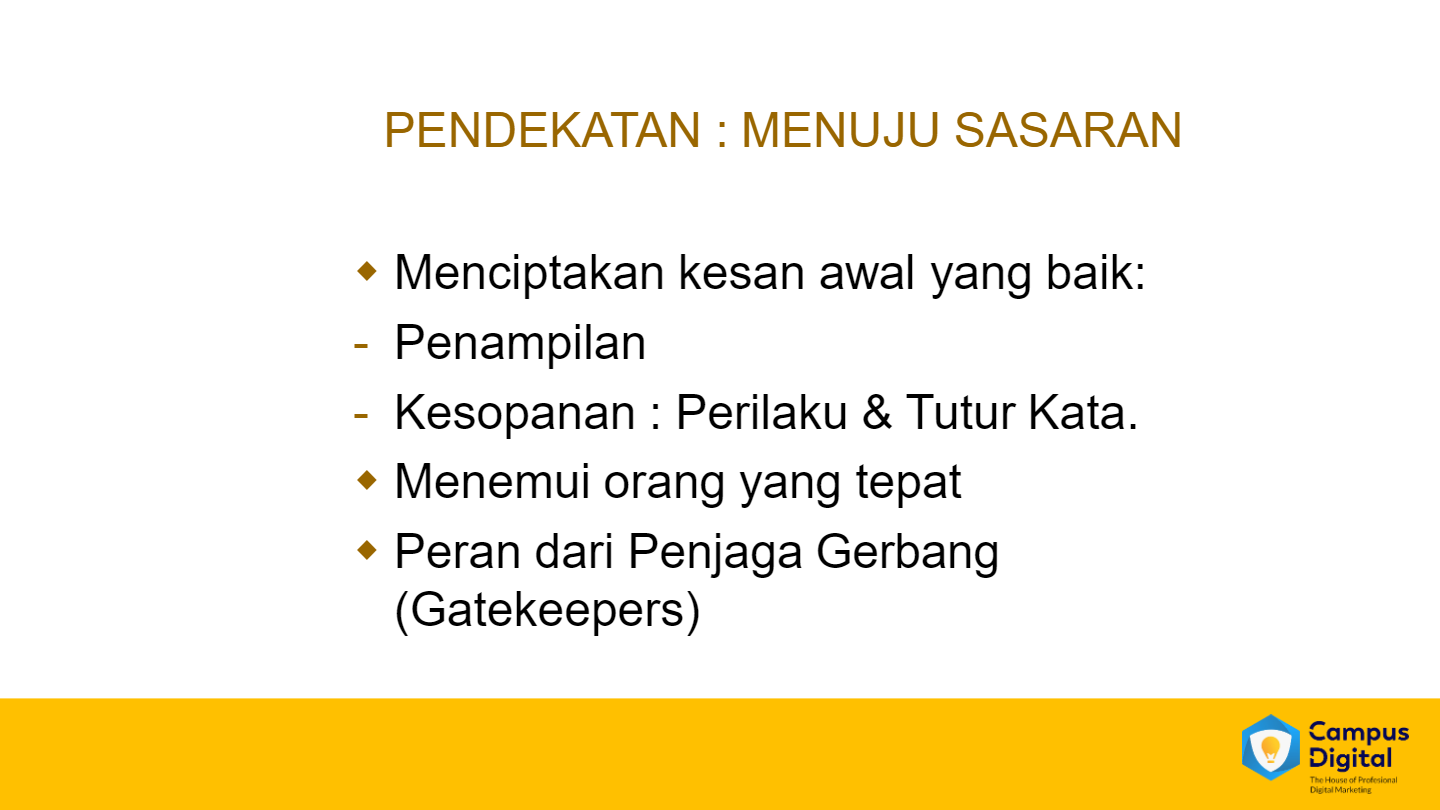 PENDEKATAN : MENUJU SASARAN
◆ Menciptakan kesan awal yang baik:
- Penampilan
- Kesopanan : Perilaku & Tutur Kata.
◆ Menemui orang yang tepat
◆ Peran dari Penjaga Gerbang
(Gatekeepers)
Campus
Digital
The House of Profesional
Digital Marketing